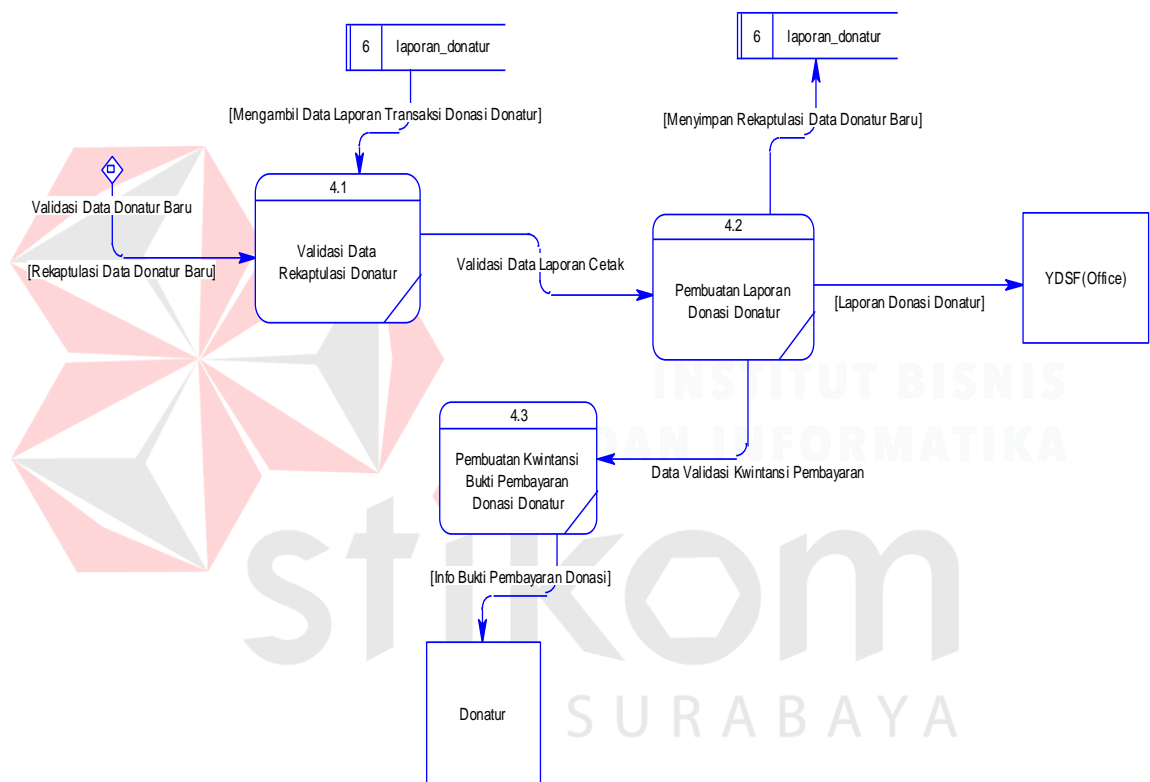 6 laporan_donatur
6 laporan_donatur
[Mengambil Data Laporan Transaksi Donasi Donatur]
[Menyimpan Rekaptulasi Data Donatur Baru]
Validasi Data Donatur Baru
[Rekaptulasi Data Donatur Baru]
4.1
Validasi Data
Rekaptulasi Donatur
Validasi Data Laporan Cetak
4.2
Pembuatan Laporan
Donasi Donatur
[Laporan Donasi Donatur]
YDSF(Office)
INSTITUT BISNIS
DAN INFORMATIKA
4.3
Pembuatan Kwintansi
Bukti Pembayaran
Donasi Donatur
Data Validasi Kwintansi Pembayaran
[Info Bukti Pembayaran Donasi]
stikom
SURABAYA
Donatur